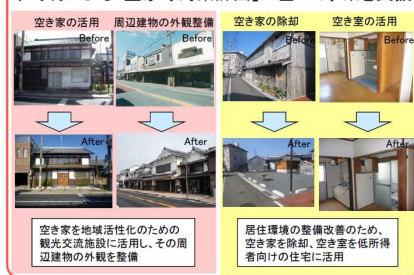 空き家の活用
周辺建物の外観整備
空き家の除却
空き室の活用
Before
Before
Before
Before
After
After
After
After
空き家を地域活性化のための
観光交流施設に活用し、その周
辺建物の外観を整備
居住環境の整備改善のため、
空き家を除却、空き室を低所得
者向けの住宅に活用